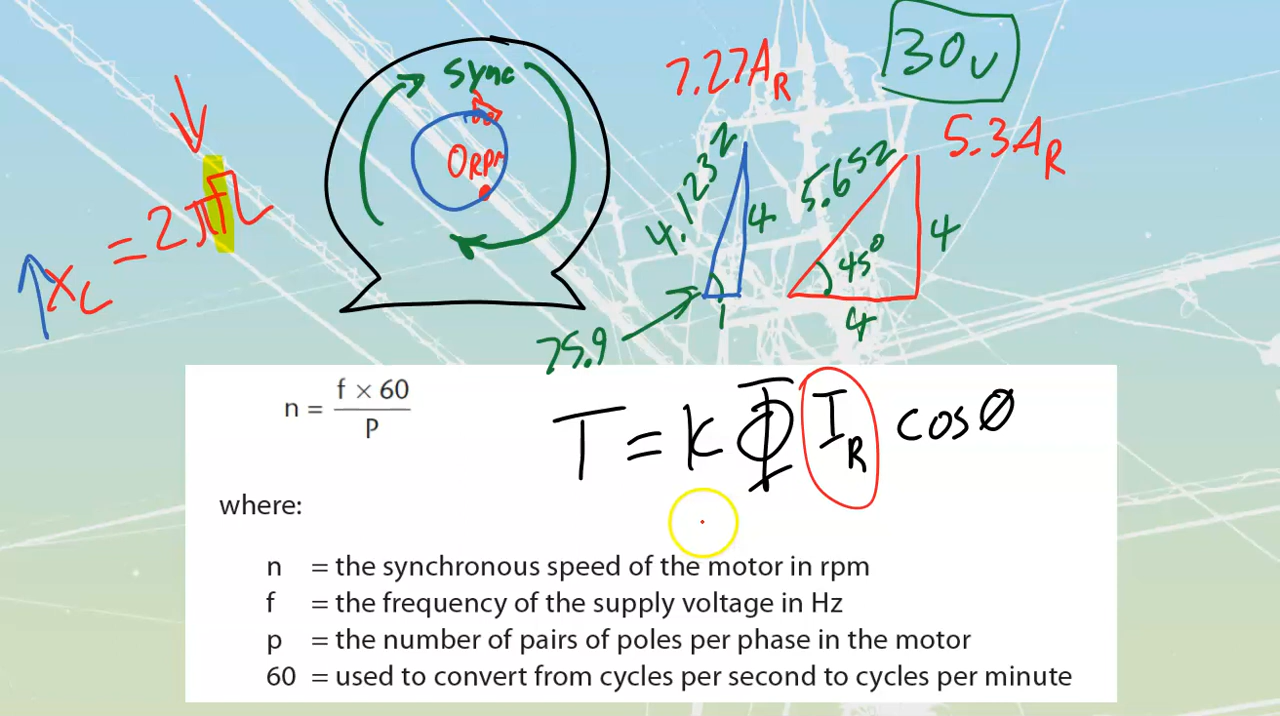 sync
0RPM
X_L = 2πfL
7.27A_R
30v
5.3A_R
4.123Ω
4
1
75.9
5.65Ω
45°
4
4
n = f × 60 / P
T = K Φ I_R cos Ø
where:
n = the synchronous speed of the motor in rpm
f = the frequency of the supply voltage in Hz
p = the number of pairs of poles per phase in the motor
60 = used to convert from cycles per second to cycles per minute